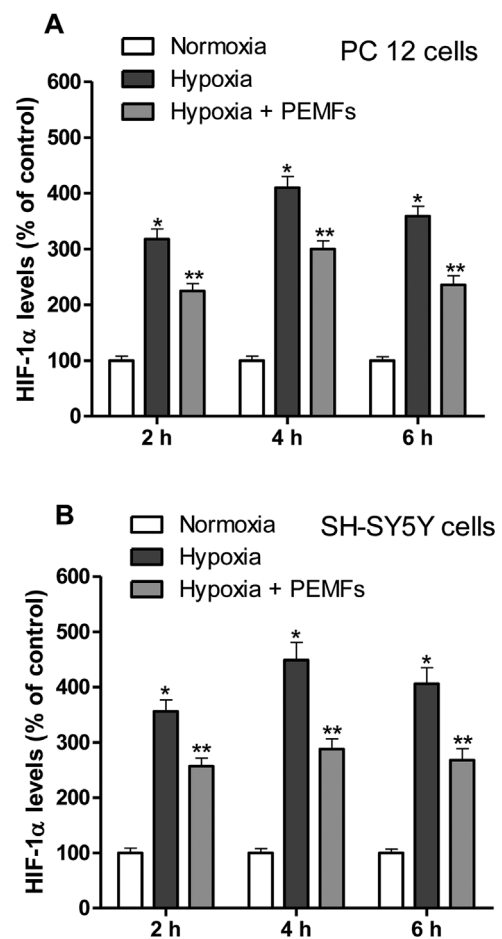 A
PC 12 cells
Normoxia
Hypoxia
Hypoxia + PEMFs
HIF-1α levels (% of control)
600
500
400
300
200
100
0
*
**
*
**
*
**
2 h
4 h
6 h
B
SH-SY5Y cells
Normoxia
Hypoxia
Hypoxia + PEMFs
HIF-1α levels (% of control)
600
500
400
300
200
100
0
*
**
*
**
*
**
2 h
4 h
6 h